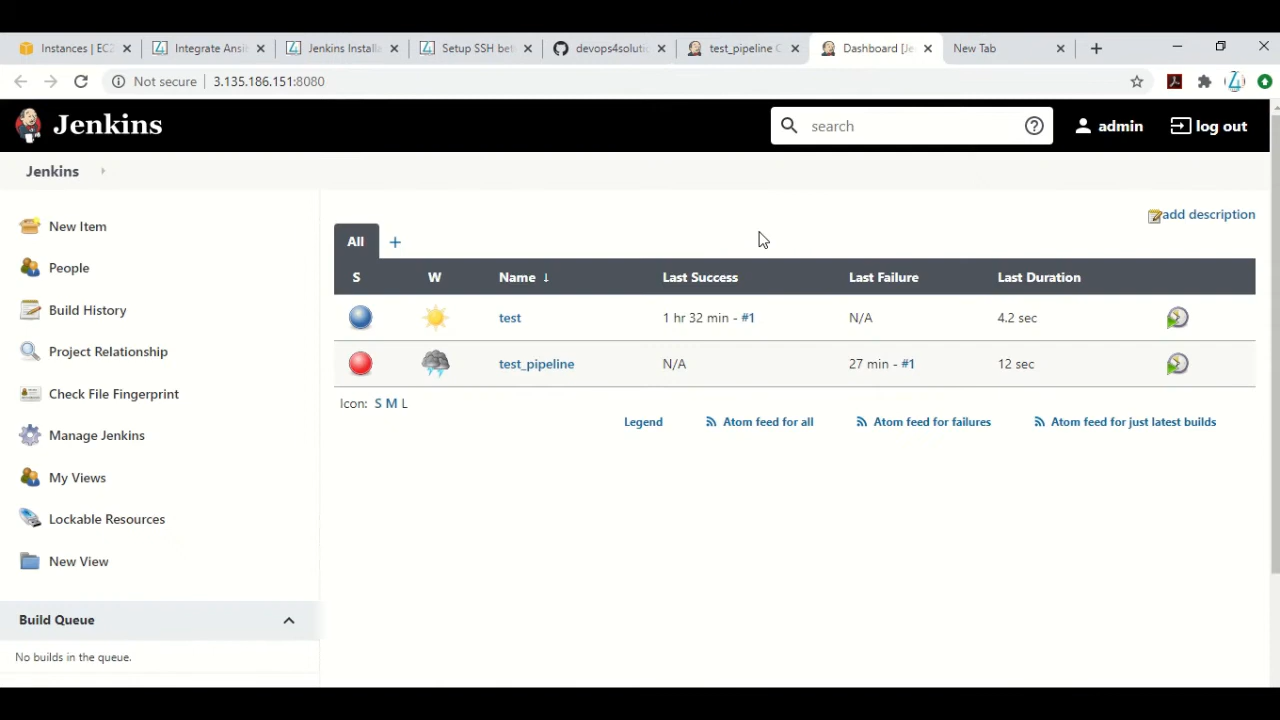 Instances | EC2
Integrate Ansi
Jenkins Installa
Setup SSH bet
devops4soluti
test_pipeline C
Dashboard [Je
New Tab
Not secure 3.135.186.151:8080
Jenkins
search
admin
log out
Jenkins
New Item
People
Build History
Project Relationship
Check File Fingerprint
Manage Jenkins
My Views
Lockable Resources
New View
Build Queue
No builds in the queue.
add description
All +
S W Name ↓ Last Success Last Failure Last Duration
test 1 hr 32 min - #1 N/A 4.2 sec
test_pipeline N/A 27 min - #1 12 sec
Icon: S M L
Legend Atom feed for all Atom feed for failures Atom feed for just latest builds